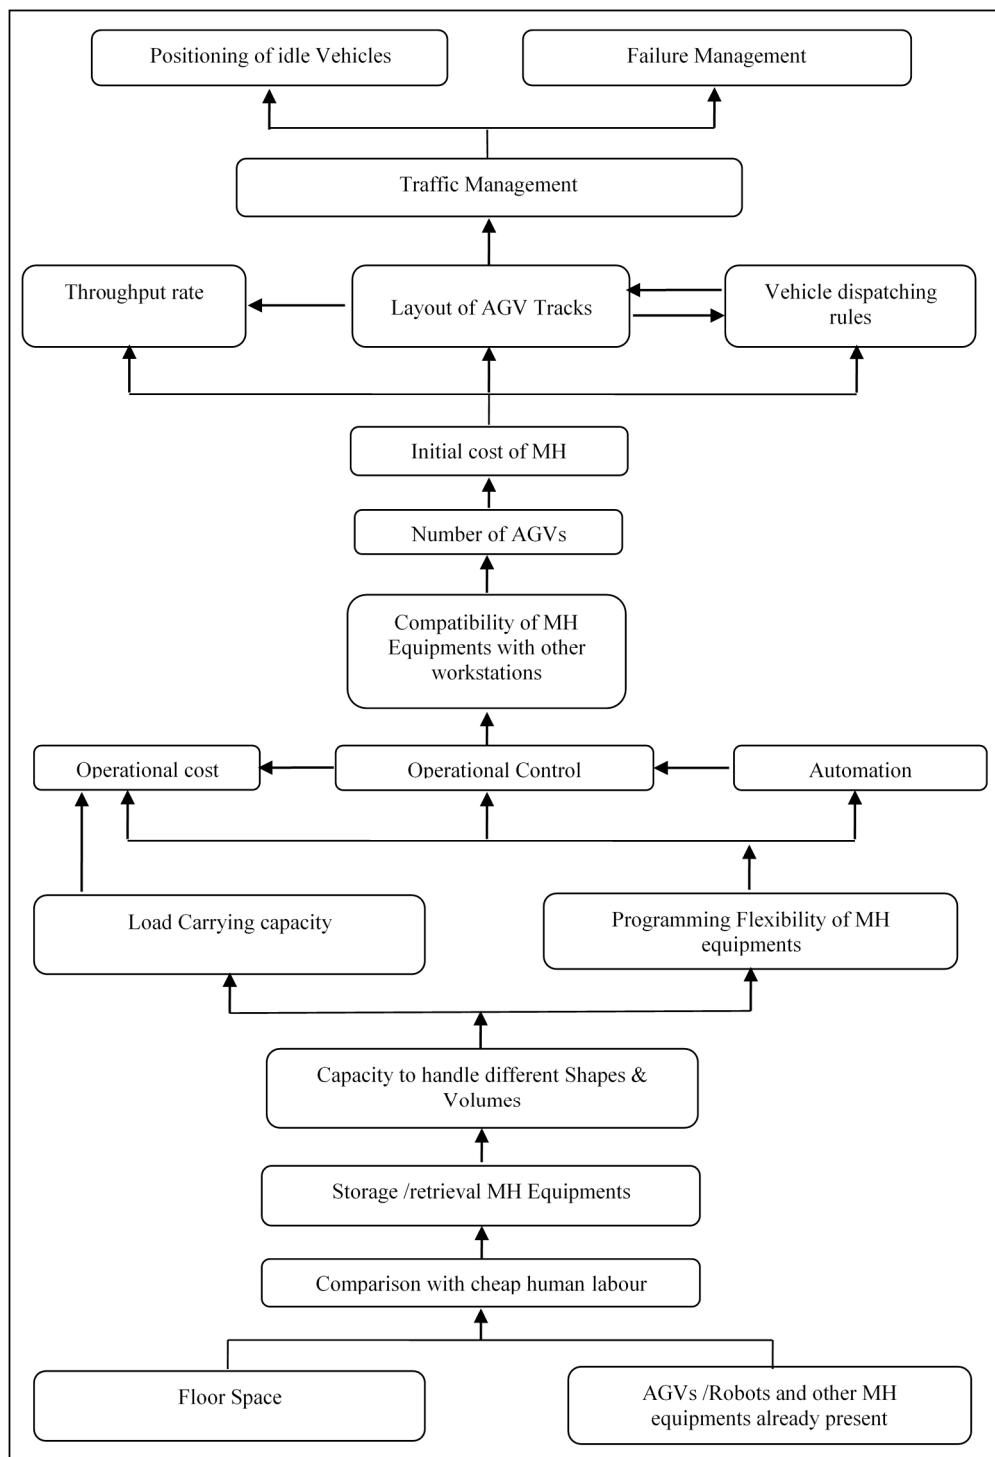 Positioning of idle Vehicles
Failure Management
Traffic Management
Throughput rate
Layout of AGV Tracks
Vehicle dispatching
rules
Initial cost of MH
Number of AGVs
Compatibility of MH
Equipments with other
workstations
Operational cost
Operational Control
Automation
Load Carrying capacity
Programming Flexibility of MH
equipments
Capacity to handle different Shapes &
Volumes
Storage /retrieval MH Equipments
Comparison with cheap human labour
Floor Space
AGVs /Robots and other MH
equipments already present